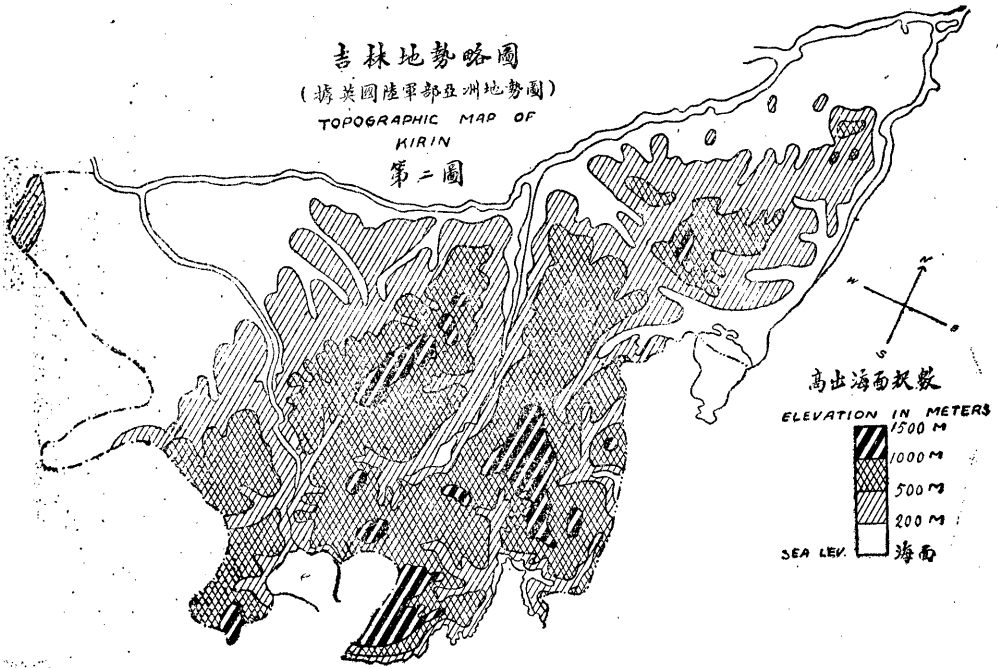 吉林地勢略圖
(據英國陸軍部亞洲地勢圖)
TOPOGRAPHIC MAP OF
KIRIN
第二圖
N
W
E
S
高出海面秏數
ELEVATION IN METERS
1500 M
1000 M
500 M
200 M
SEA LEV. 海面